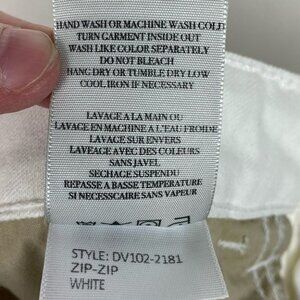 HAND WASH OR MACHINE WASH COLD
TURN GARMENT INSIDE OUT
WASH LIKE COLOR SEPARATELY
DO NOT BLEACH
HANG DRY OR TUMBLE DRY LOW
COOL IRON IF NECESSARY
LAVAGE A LA MAIN OU
LAVAGE EN MACHINE A L'EAU FROIDE
LAVAGE SUR ENVERS
LAVEAGE AVEC DES COLEURS
SANS JAVEL
SECHAGE SUSPENDU
REPASSE A BASSE TEMPERATURE
SI NECESSCAIRE SANS VAPEUR
STYLE: DV102-2181
ZIP-ZIP
WHITE